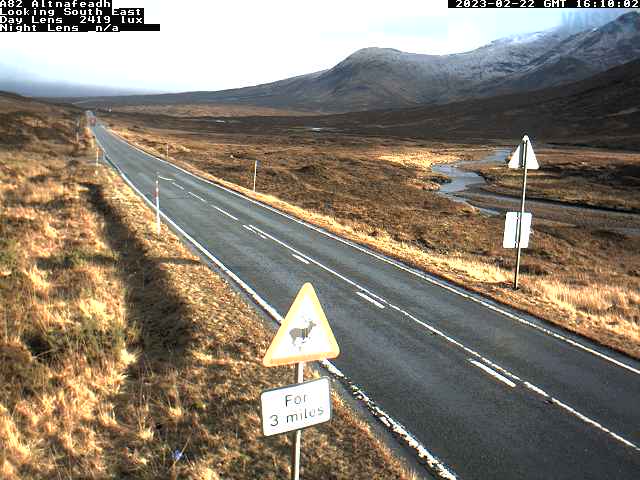 A82 Altnafeadh
Looking South East
Day Lens 2419 lux
Night Lens n/a
2023-02-22 GMT 16:10:02
For
3 miles